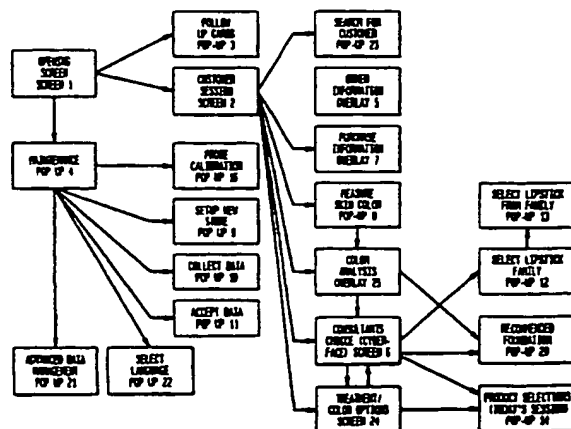 FOLLOW
UP CARDS
POP-UP 3
SEARCH FOR
CUSTOMER
POP-UP 23
OPENING
SCREEN
SCREEN 1
CUSTOMER
SESSION
SCREEN 2
INFORMATION
OVERLAY 5
MAINTENANCE
POP UP 4
PROBE
CALIBRATION
POP UP 16
PURCHASE
INFORMATION
OVERLAY 7
SETUP NEW
POP UP 9
MEASURE
SKIN COLOR
POP-UP 8
SELECT LIPSTICK
FROM FAMILY
POP-UP 13
COLLECT DATA
POP UP 10
COLOR
ANALYSIS
OVERLAY 25
SELECT LIPSTICK
FAMILY
POP-UP 12
ACCEPT DATA
POP UP 11
CONSULTANTS
CHOICE (CYBER-
FACE) SCREEN 6
RECOMMENDED
FOUNDATION
POP-UP 20
ADVANCED DATA
MANAGEMENT
POP UP 21
SELECT
LANGUAGE
POP UP 22
TREATMENT/
COLOR OPTIONS
SCREEN 24
PRODUCT SELECTIONS
(TODAY'S SESSION)
POP-UP 14